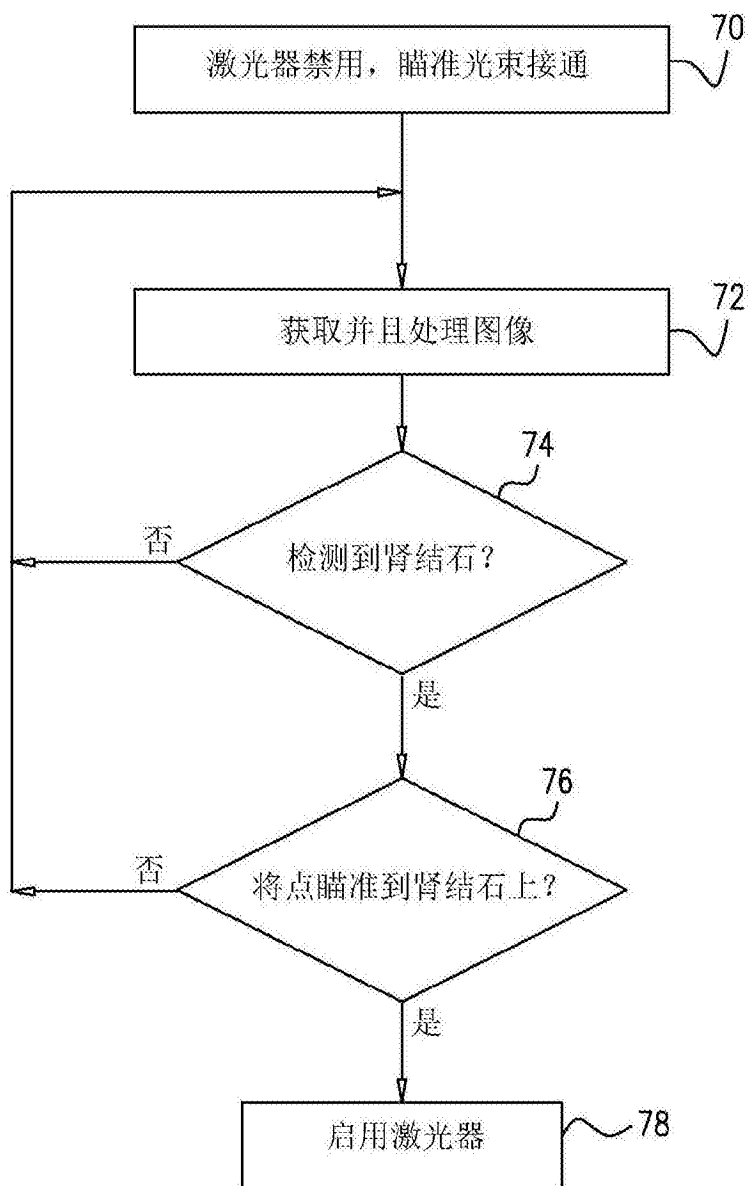 70
激光器禁用，瞄准光束接通
72
获取并且处理图像
74
检测到肾结石？
否
是
76
将点瞄准到肾结石上？
否
是
启用激光器
78